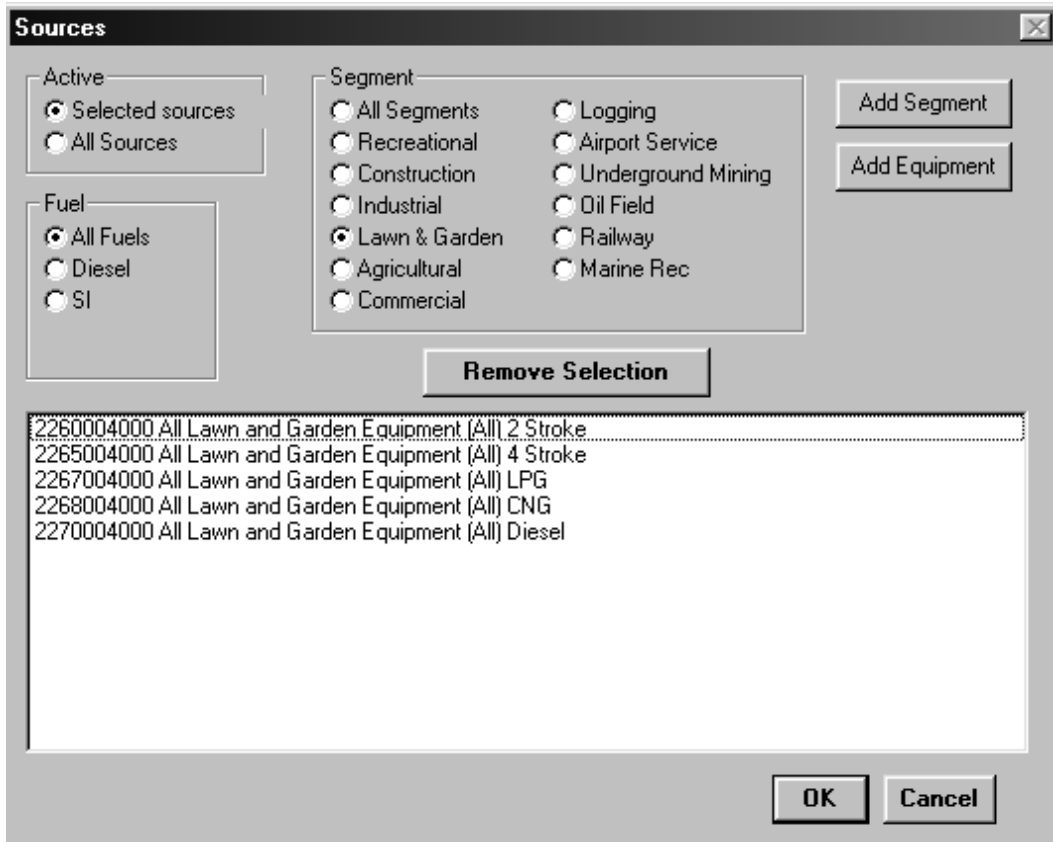 Sources
Active
Selected sources
All Sources
Fuel
All Fuels
Diesel
SI
Segment
All Segments
Recreational
Construction
Industrial
Lawn & Garden
Agricultural
Commercial
Logging
Airport Service
Underground Mining
Oil Field
Railway
Marine Rec
Add Segment
Add Equipment
Remove Selection
2260004000 All Lawn and Garden Equipment (All) 2 Stroke
2265004000 All Lawn and Garden Equipment (All) 4 Stroke
2267004000 All Lawn and Garden Equipment (All) LPG
2268004000 All Lawn and Garden Equipment (All) CNG
2270004000 All Lawn and Garden Equipment (All) Diesel
OK
Cancel